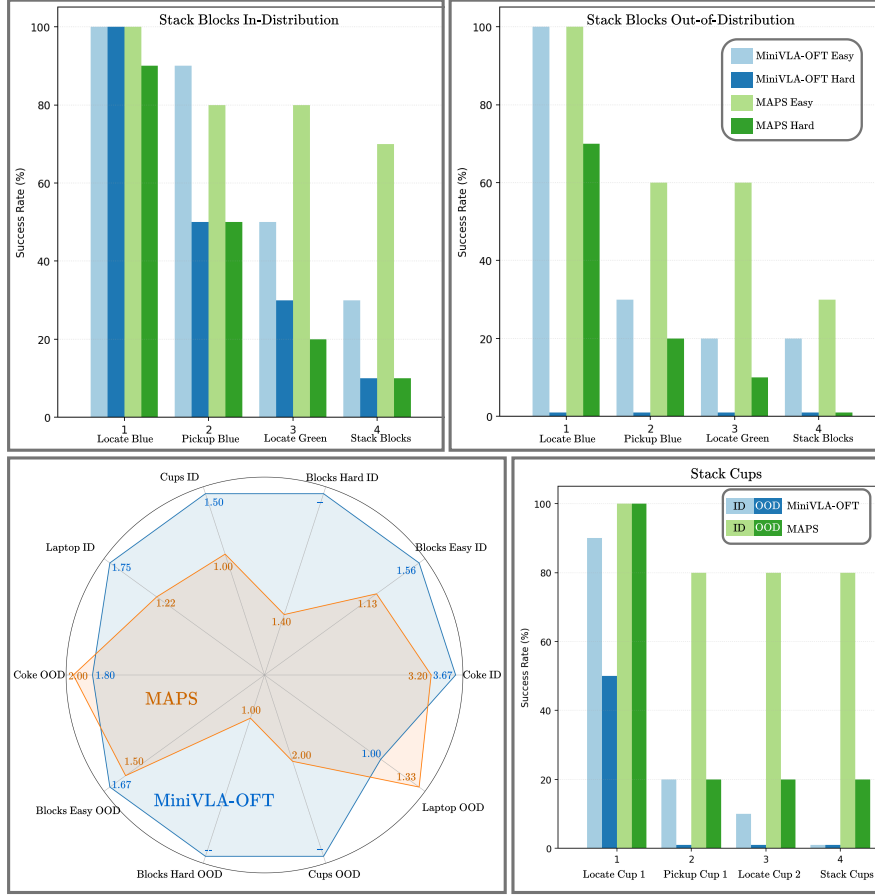 Stack Blocks In-Distribution
Success Rate (%)
100
80
60
40
20
0
1
2
3
4
Locate Blue
Pickup Blue
Locate Green
Stack Blocks
Stack Blocks Out-of-Distribution
MiniVLA-OFT Easy
MiniVLA-OFT Hard
MAPS Easy
MAPS Hard
Success Rate (%)
100
80
60
40
20
0
1
2
3
4
Locate Blue
Pickup Blue
Locate Green
Stack Blocks
Cups ID
Blocks Hard ID
1.50
–
Laptop ID
Blocks Easy ID
1.75
1.56
1.00
1.22
1.13
1.40
Coke OOD
2.00
1.80
3.20
3.67
Coke ID
MAPS
1.00
2.00
1.00
1.50
1.33
1.67
MiniVLA-OFT
Blocks Easy OOD
Laptop OOD
--
–
Blocks Hard OOD
Cups OOD
Stack Cups
ID OOD MiniVLA-OFT
ID OOD MAPS
Success Rate (%)
100
80
60
40
20
0
1
2
3
4
Locate Cup 1
Pickup Cup 1
Locate Cup 2
Stack Cups